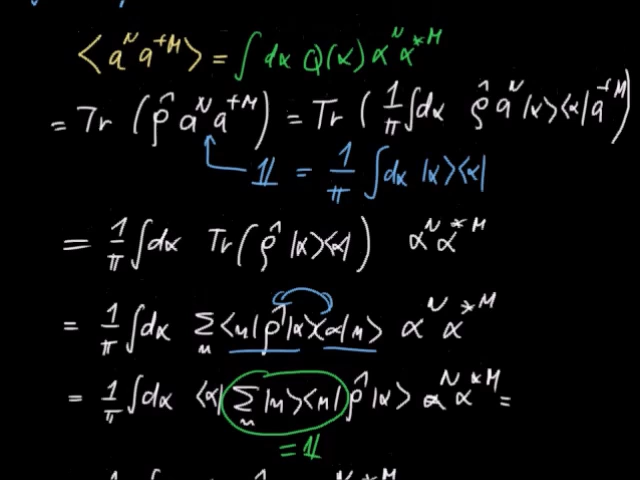 ⟨a^N a^{+M}⟩ = ∫dα Q(α) α^N α^{*M}
= Tr (ρ̂ a^N a^{+M}) = Tr ( 1/π ∫dα ρ̂ a^N |α⟩⟨α| a^{+M})
𝟙 = 1/π ∫dα |α⟩⟨α|
= 1/π ∫dα Tr(ρ̂ |α⟩⟨α|) α^N α^{*M}
= 1/π ∫dα Σ_n ⟨n|ρ̂|α⟩⟨α|n⟩ α^N α^{*M}
= 1/π ∫dα ⟨α| Σ_n |n⟩⟨n| ρ̂ |α⟩ α^N α^{*M} =
= 𝟙